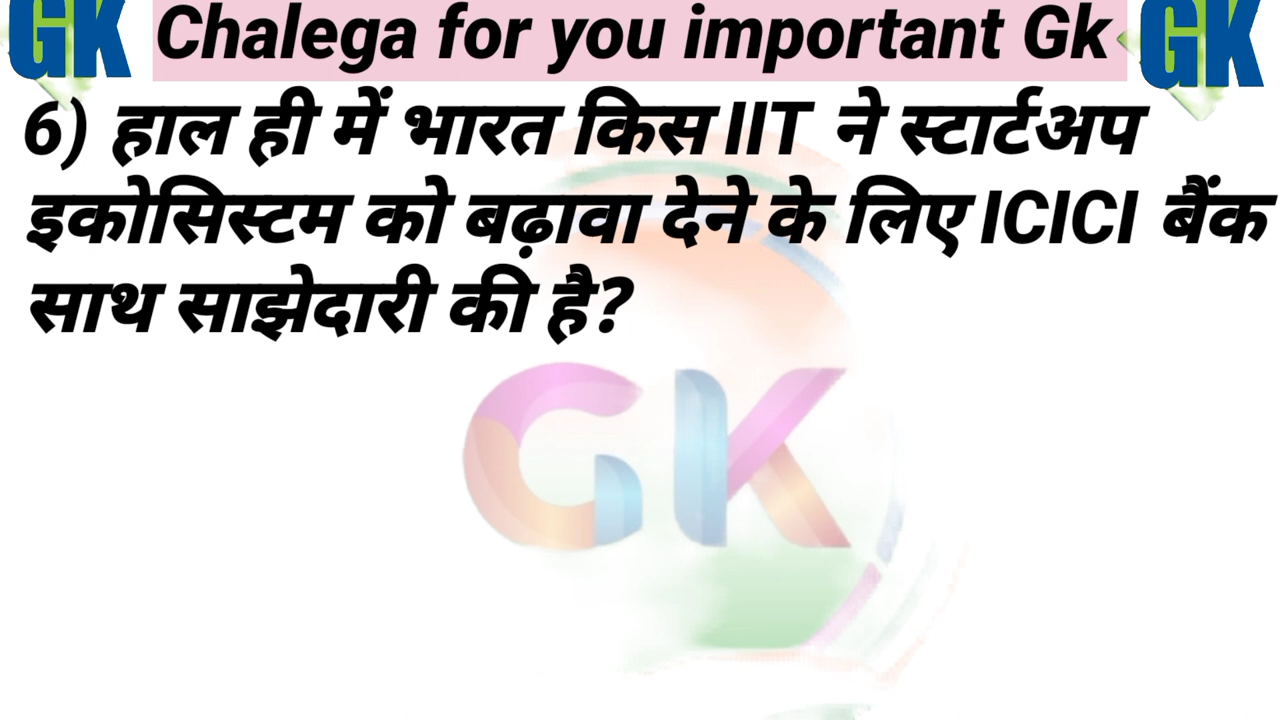 GK Chalega for you important Gk GK
6) हाल ही में भारत किस IIT ने स्टार्टअप
इकोसिस्टम को बढ़ावा देने के लिए ICICI बैंक
साथ साझेदारी की है?
GK